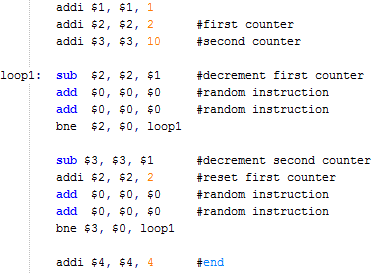 addi $1, $1, 1
addi $2, $2, 2 #first counter
addi $3, $3, 10 #second counter
loop1: sub $2, $2, $1 #decrement first counter
add $0, $0, $0 #random instruction
add $0, $0, $0 #random instruction
bne $2, $0, loop1
sub $3, $3, $1 #decrement second counter
addi $2, $2, 2 #reset first counter
add $0, $0, $0 #random instruction
add $0, $0, $0 #random instruction
bne $3, $0, loop1
addi $4, $4, 4 #end